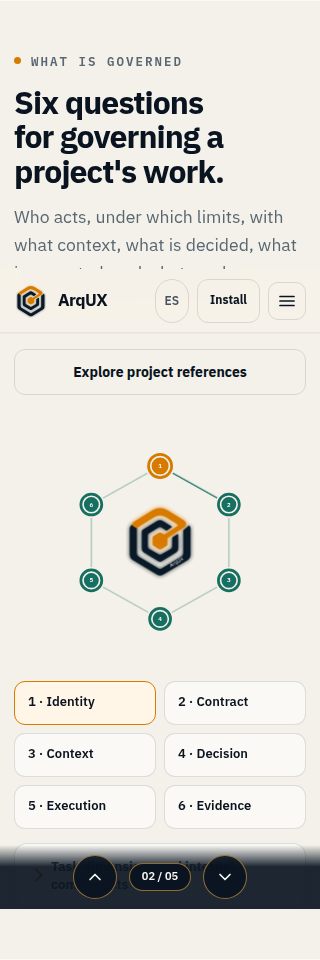 WHAT IS GOVERNED
Six questions
for governing a
project's work.
Who acts, under which limits, with
what context, what is decided, what
ArqUX
ES
Install
Explore project references
1
6
2
5
3
4
1 · Identity
2 · Contract
3 · Context
4 · Decision
5 · Execution
6 · Evidence
02 / 05